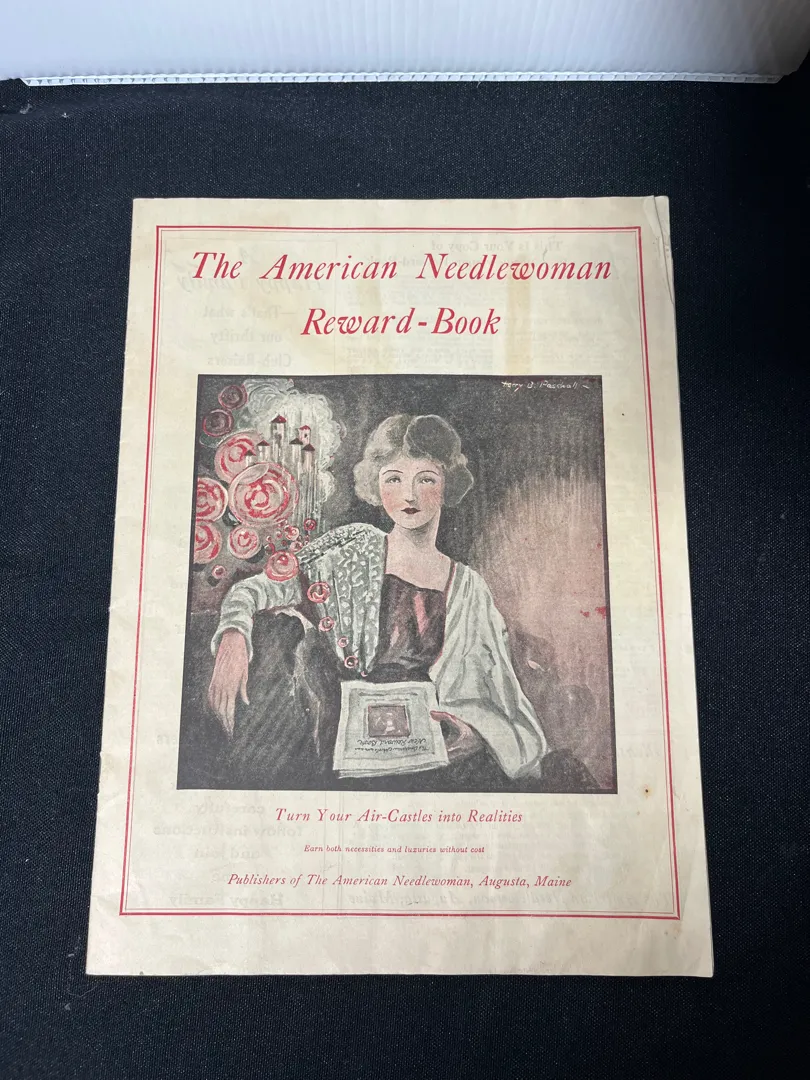 The American Needlewoman
Reward-Book
Turn Your Air-Castles into Realities
Earn both necessities and luxuries without cost
Publishers of The American Needlewoman, Augusta, Maine